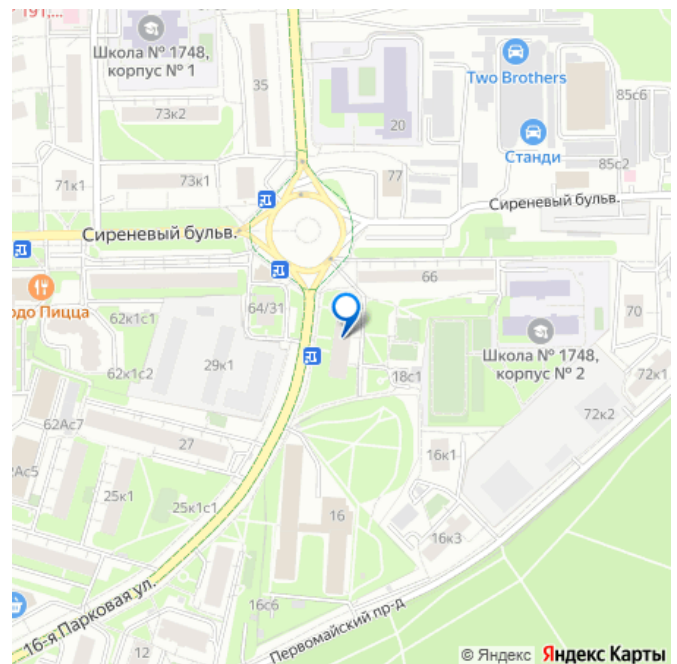 191,...
Школа № 1748,
корпус № 1
35
Two Brothers
85с6
73к2
20
Станди
85с2
71к1
73к1
77
Сиреневый бульв.
Сиреневый бульв.
66
одо Пицца
64/31
62к1с1
70
Школа № 1748,
корпус № 2
29к1
62к1с2
18с1
72к1
62Ас7
72к2
27
2Ас5
16к1
25к1
25к1с1
16
16к3
16-я Парковая ул.
16с6
Первомайский пр-д
12
© Яндекс Яндекс Карты